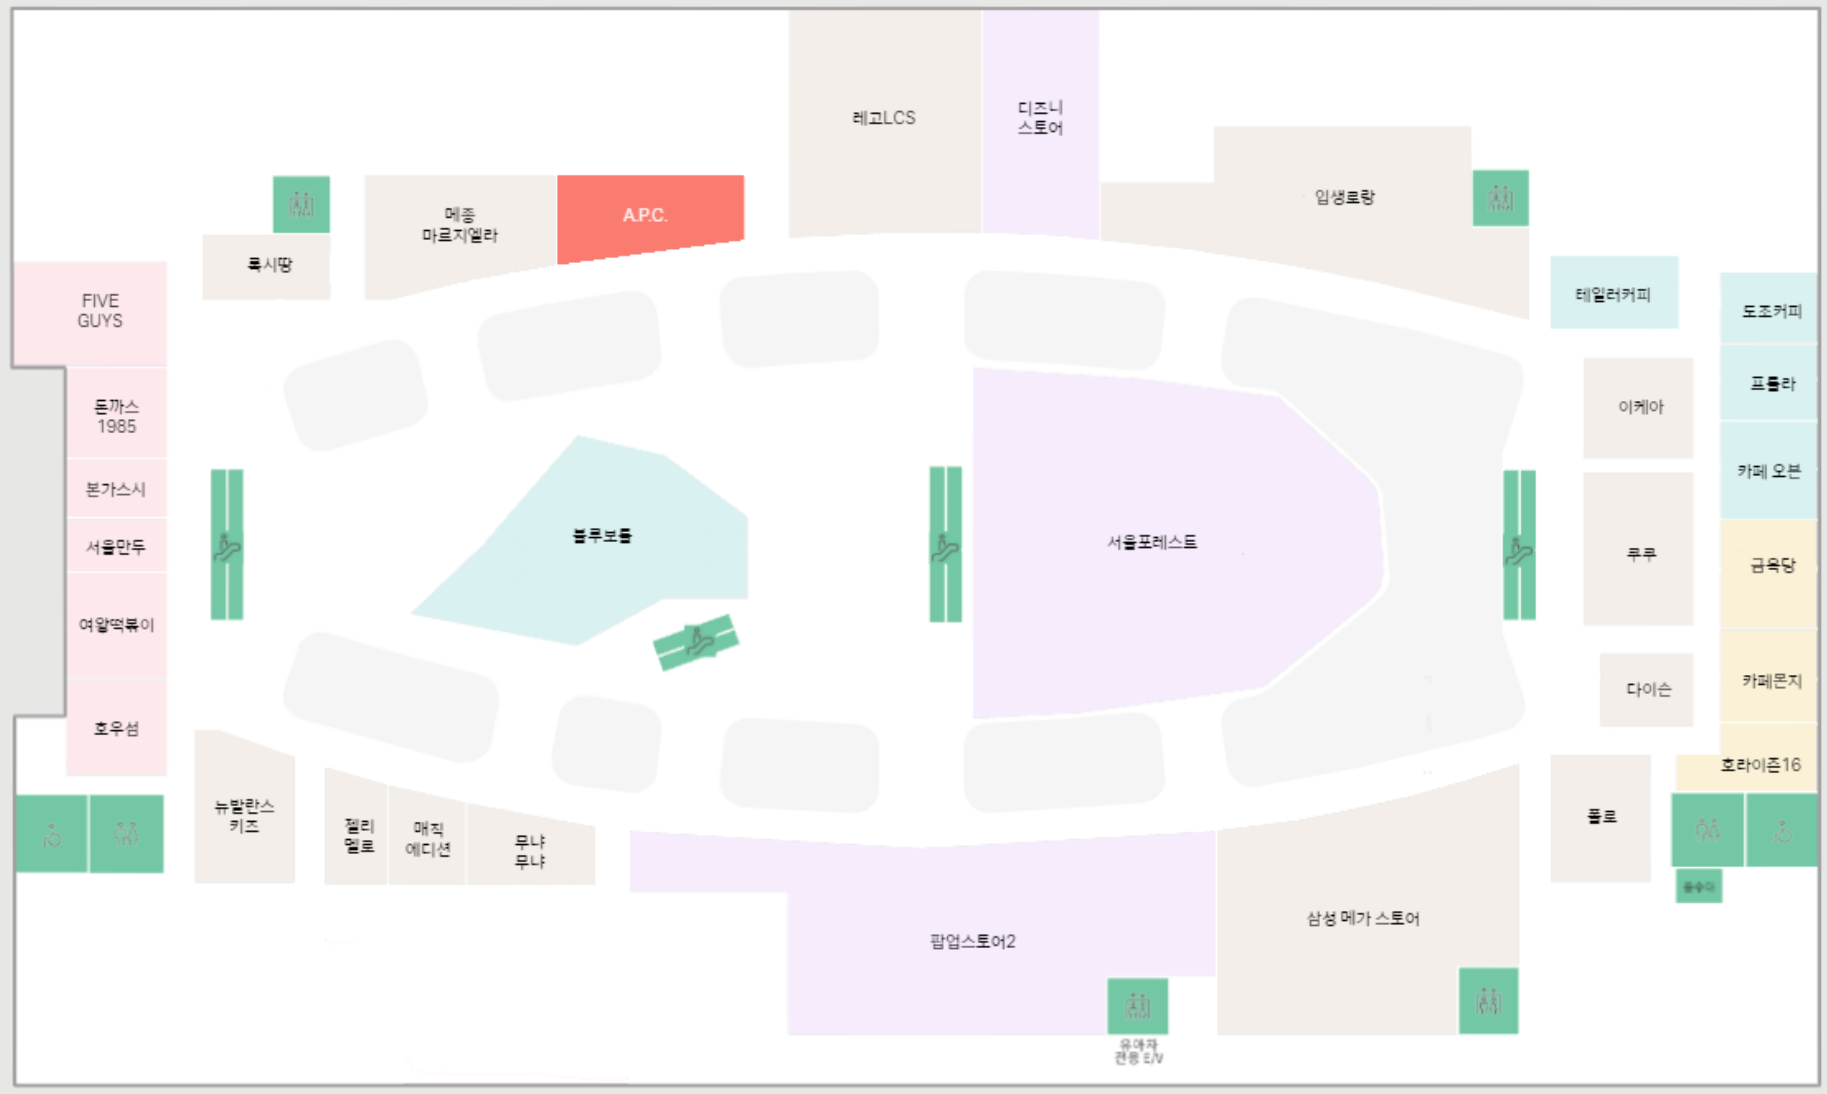 레고LCS
디즈니
스토어
입생로랑
메종
마르지엘라
A.P.C.
록시땅
FIVE
GUYS
테일러커피
도조커피
돈까스
1985
이케아
프톨라
본가스시
카페 오븐
서울만두
블루보틀
서울포레스트
쿠쿠
금옥당
여왕떡볶이
다이슨
카페몬지
호우섬
호라이즌16
뉴발란스
키즈
젤리
멜로
매직
에디션
무냐
무냐
폴로
삼성 메가 스토어
팝업스토어2
유아차
전용 E/V